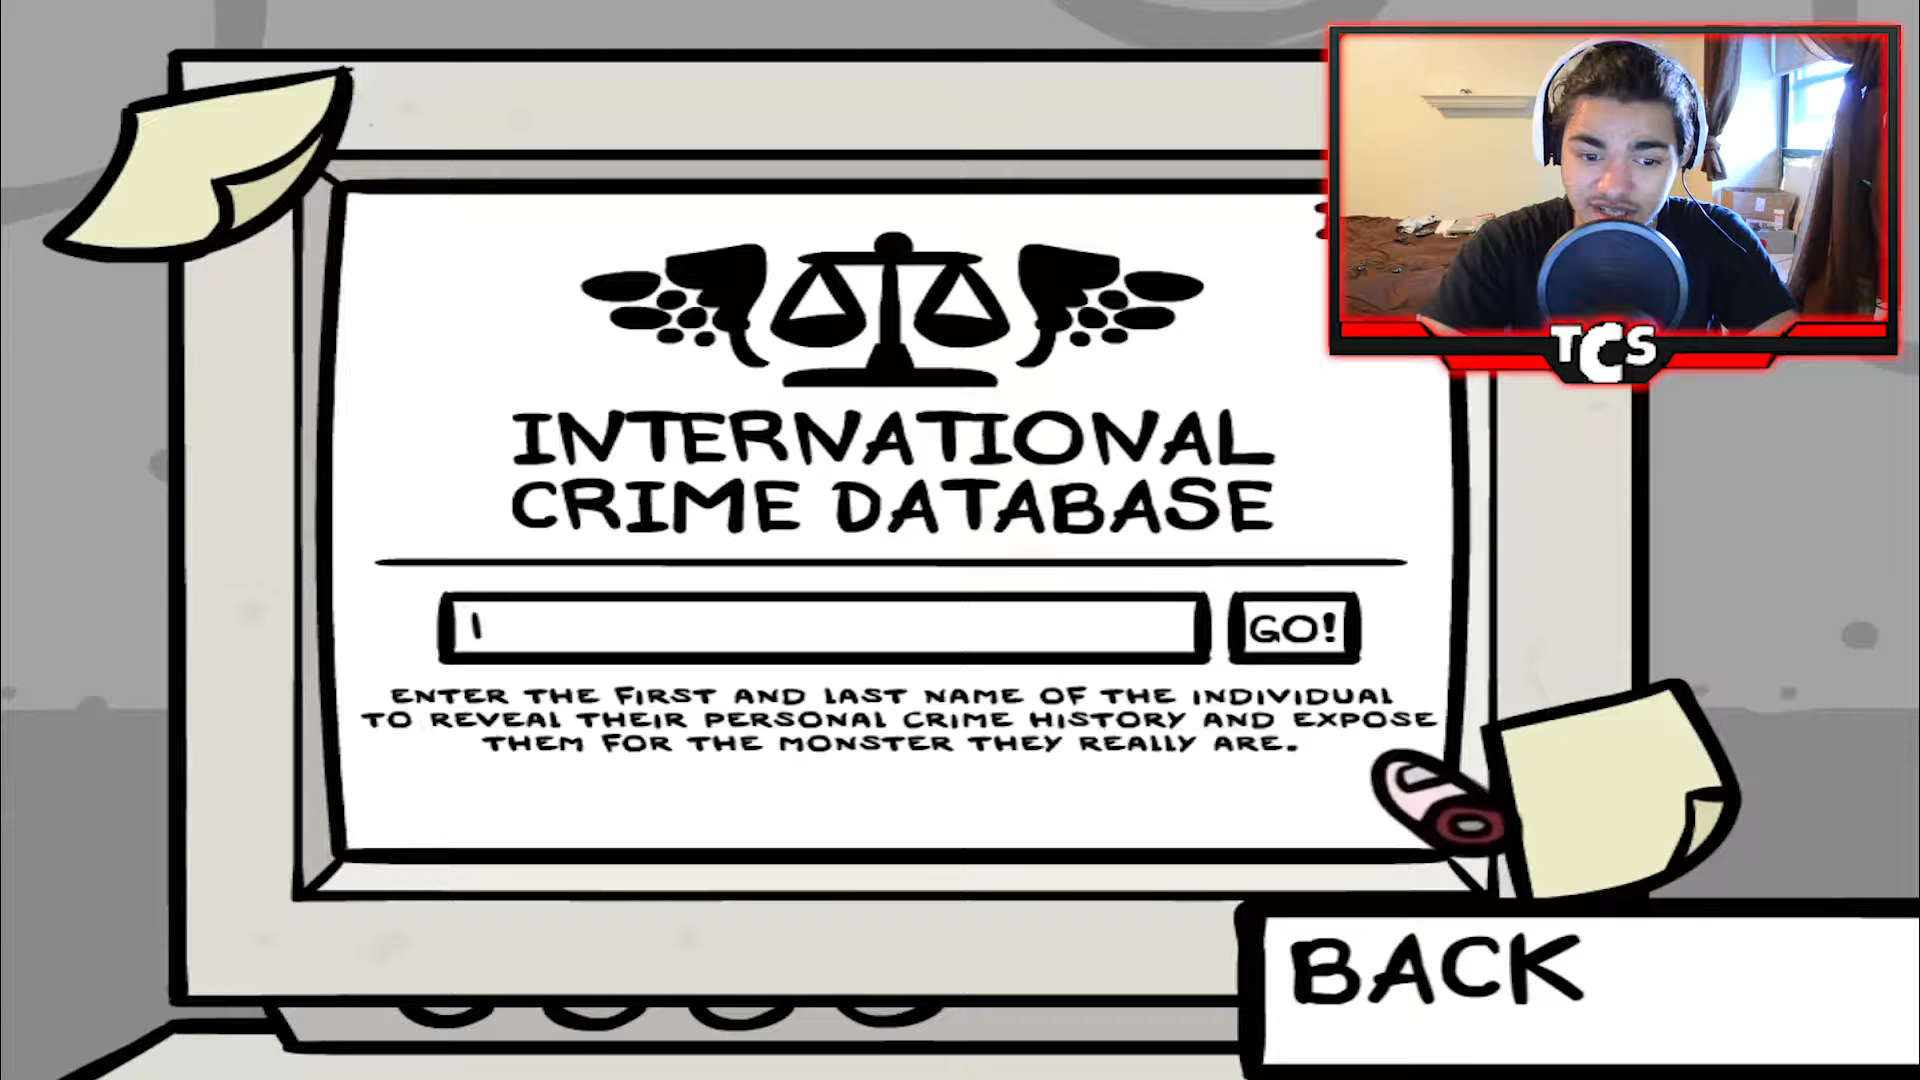 TCS
INTERNATIONAL
CRIME DATABASE
GO!
ENTER THE FIRST AND LAST NAME OF THE INDIVIDUAL
TO REVEAL THEIR PERSONAL CRIME HISTORY AND EXPOSE
THEM FOR THE MONSTER THEY REALLY ARE.
BACK